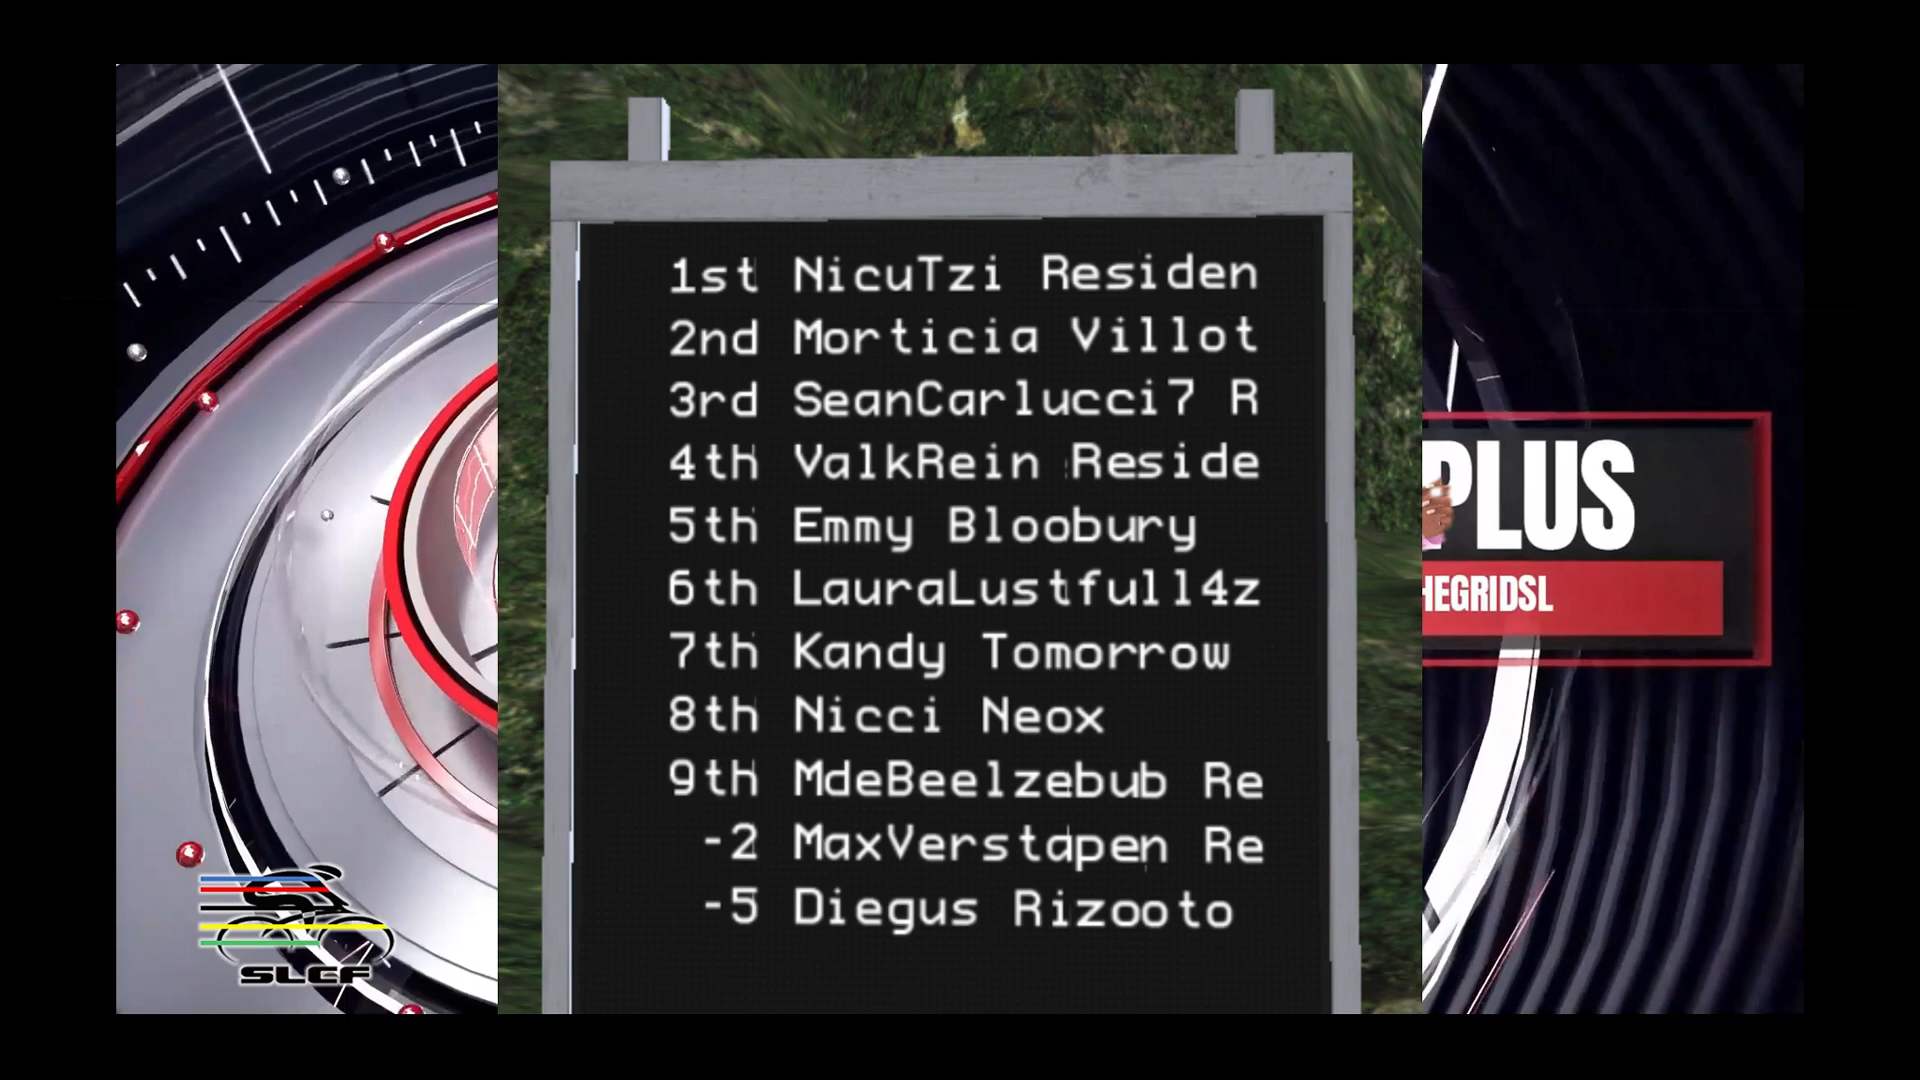 1st NicuTzi Residen
2nd Morticia Villot
3rd SeanCarlucci7 R
4th ValkRein Reside
5th Emmy Bloobury
6th LauraLustfull4z
7th Kandy Tomorrow
8th Nicci Neox
9th MdeBeelzebub Re
-2 MaxVerstapen Re
-5 Diegus Rizooto
PLUS
HEGRIDSL
SLCF